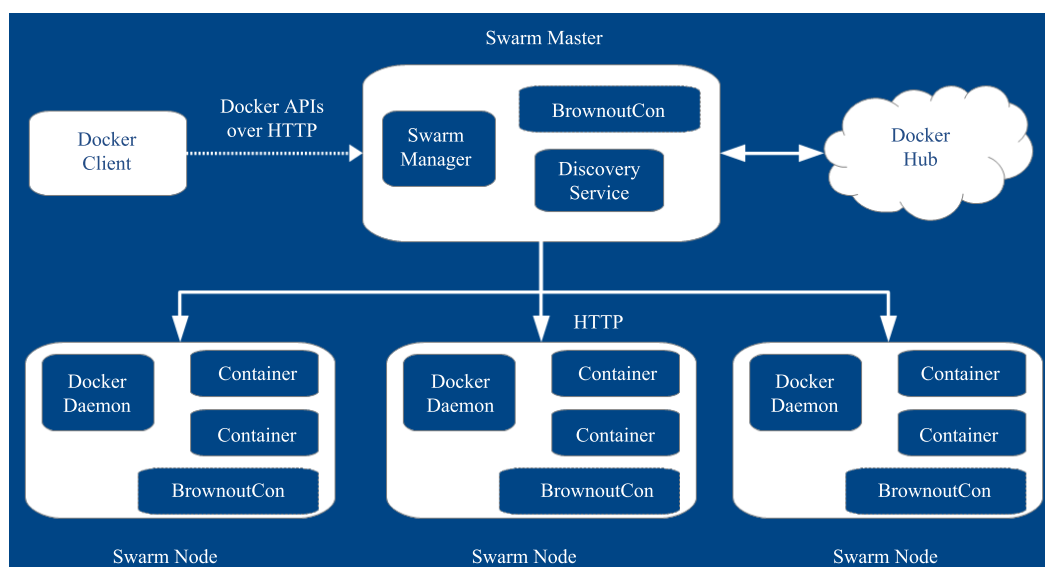 Swarm Master
Docker APIs
over HTTP
Docker
Client
Swarm
Manager
BrownoutCon
Discovery
Service
Docker
Hub
HTTP
Docker
Daemon
Container
Container
BrownoutCon
Docker
Daemon
Container
Container
BrownoutCon
Docker
Daemon
Container
Container
BrownoutCon
Swarm Node
Swarm Node
Swarm Node